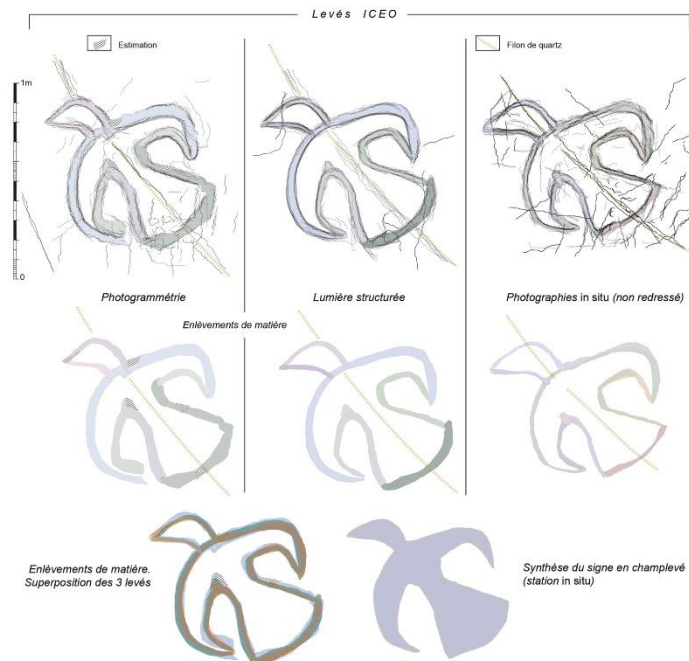 Levés ICEO
Estimation
Filon de quartz
1m
0
Photogrammétrie
Lumière structurée
Photographies in situ (non redressé)
Enlèvements de matière
Enlèvements de matière.
Superposition des 3 levés
Synthèse du signe en champlevé
(station in situ)